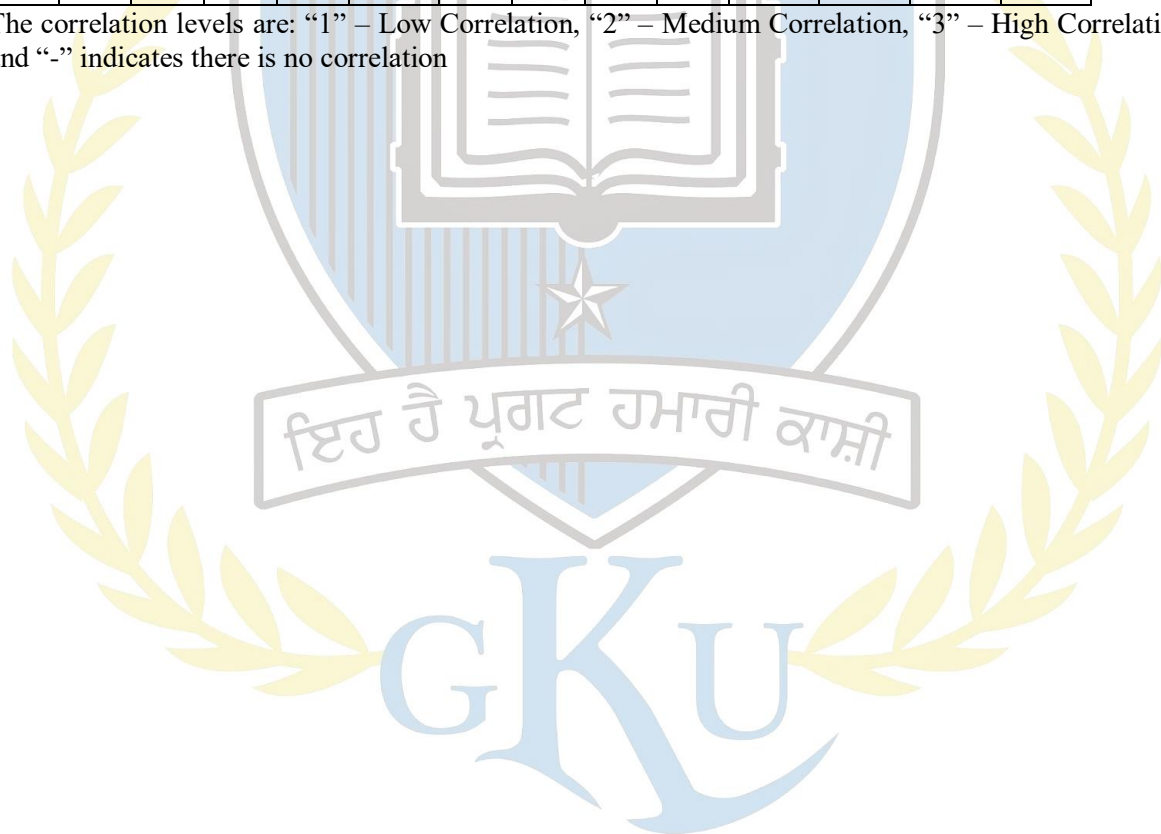 The correlation levels are: “1” – Low Correlation, “2” – Medium Correlation, “3” – High Correlati
nd “-” indicates there is no correlation
ਇਹ ਹੈ ਪ੍ਰਗਟ ਹਮਾਰੀ ਕਾਸ਼ੀ
GKU